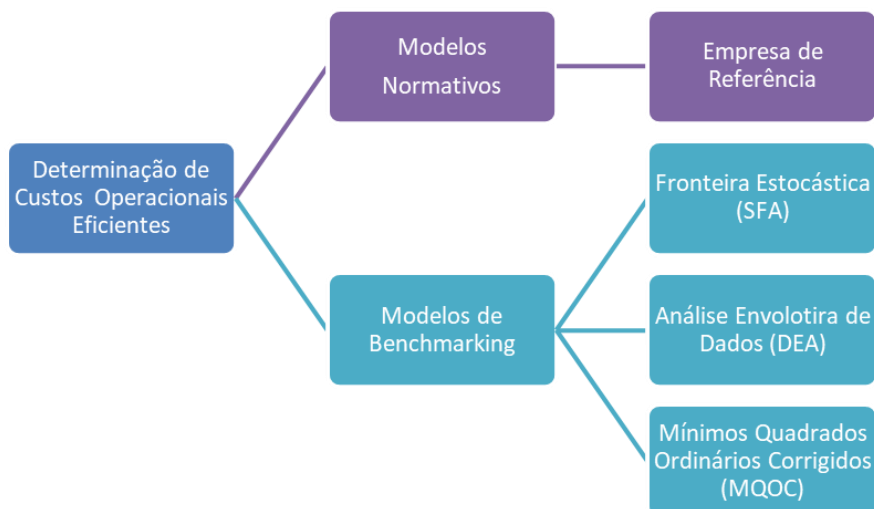 Modelos
Normativos
Empresa de
Referência
Determinação de
Custos Operacionais
Eficientes
Fronteira Estocástica
(SFA)
Modelos de
Benchmarking
Análise Envolotira de
Dados (DEA)
Mínimos Quadrados
Ordinários Corrigidos
(MQOC)